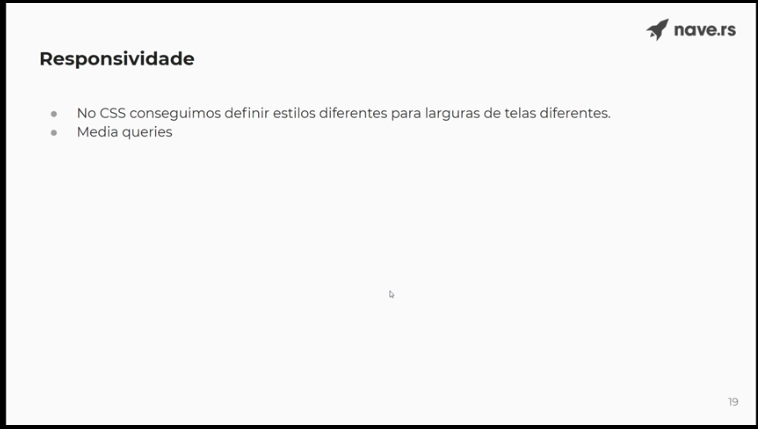 nave.rs
Responsividade
● No CSS conseguimos definir estilos diferentes para larguras de telas diferentes.
● Media queries
19